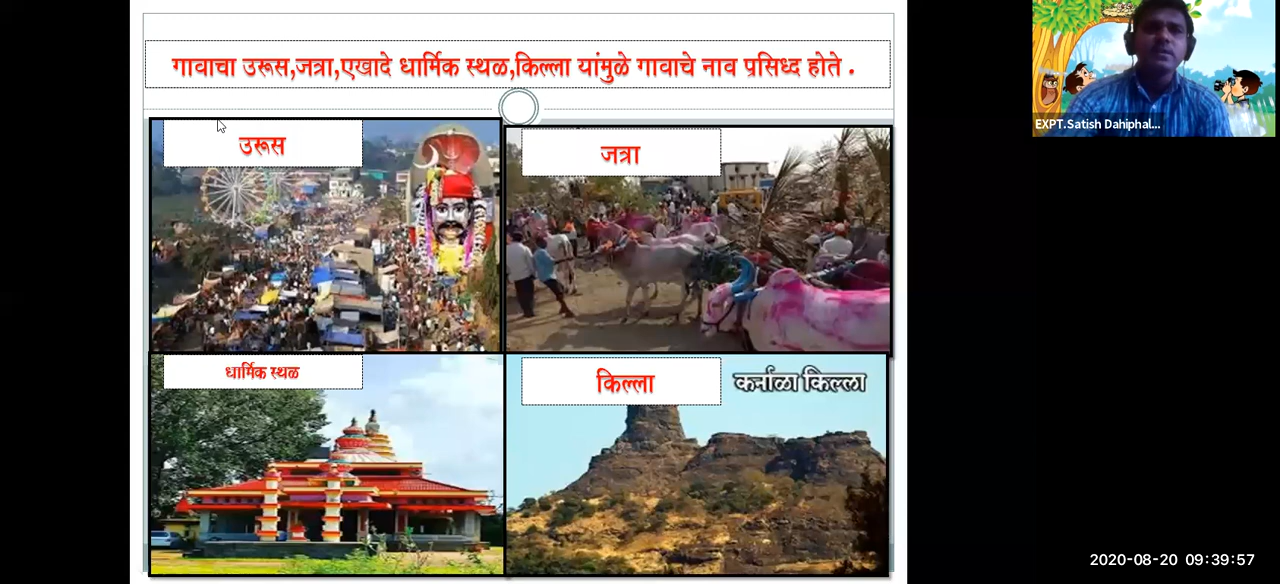 गावाचा उरूस,जत्रा,एखादे धार्मिक स्थळ,किल्ला यांमुळे गावाचे नाव प्रसिध्द होते .
उरूस
जत्रा
धार्मिक स्थळ
किल्ला
कर्नाळा किल्ला
EXPT.Satish Dahiphal...
2020-08-20 09:39:57